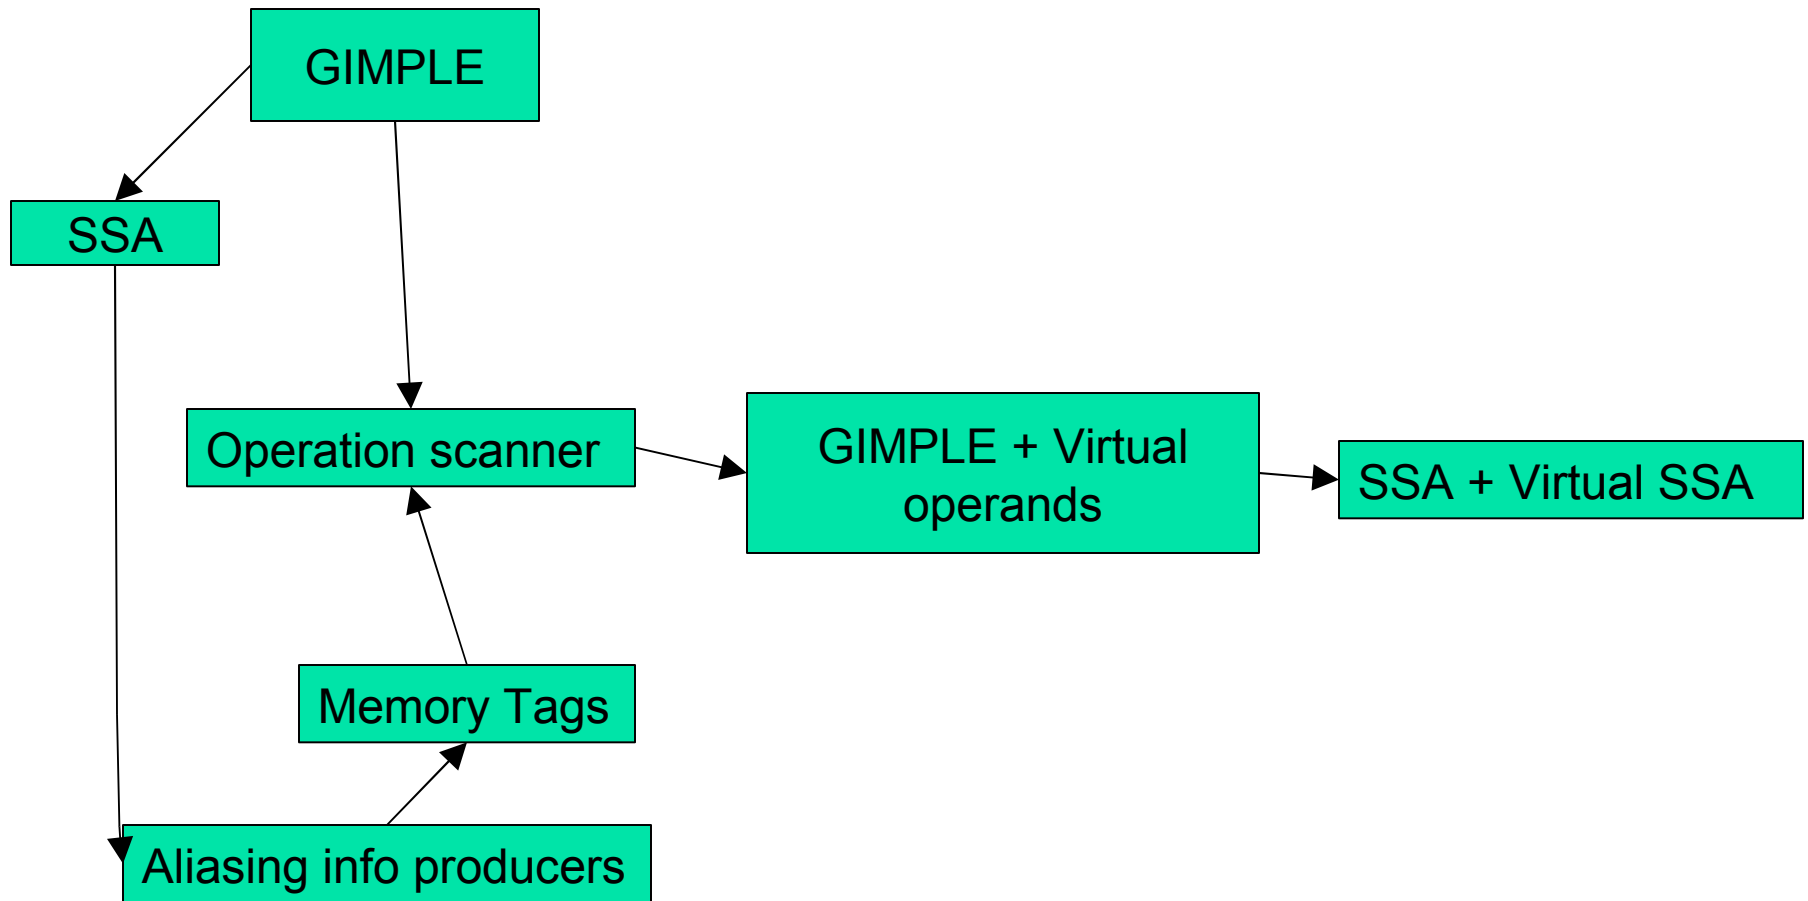 GIMPLE
SSA
Operation scanner
GIMPLE + Virtual
operands
SSA + Virtual SSA
Memory Tags
Aliasing info producers